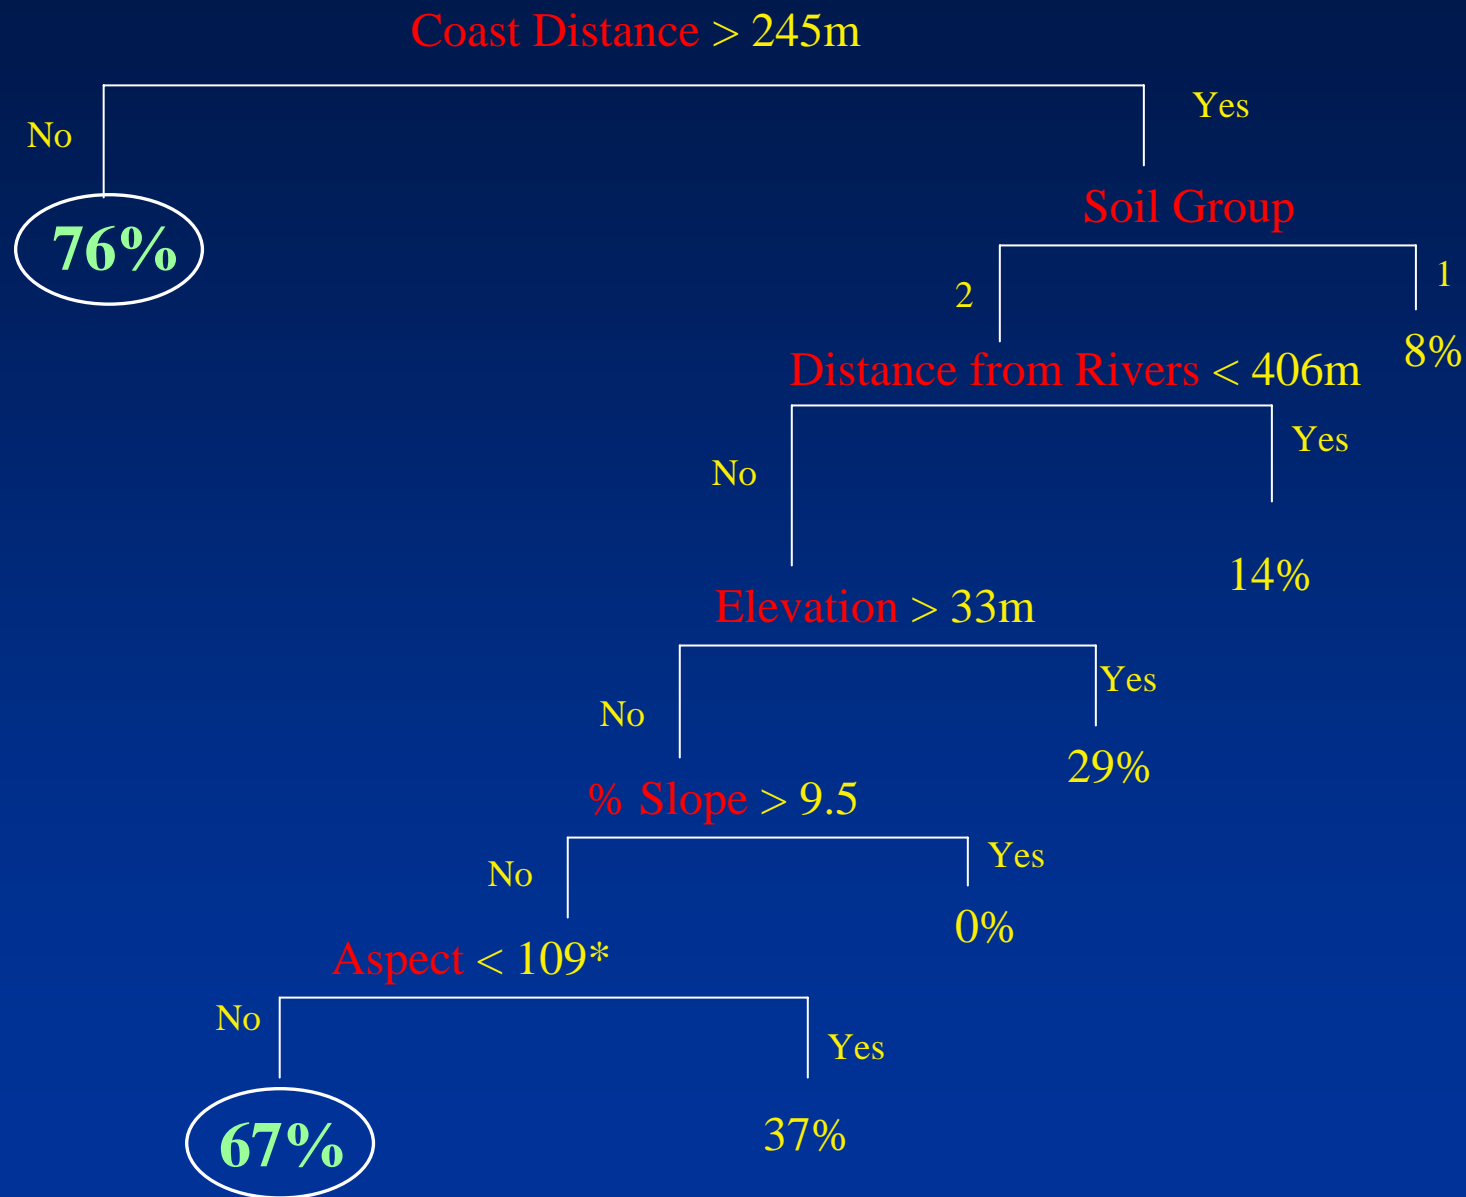 Coast Distance > 245m
No
Yes
76%
Soil Group
2
1
Distance from Rivers < 406m
8%
No
Yes
14%
Elevation > 33m
No
Yes
29%
% Slope > 9.5
No
Yes
0%
Aspect < 109*
No
Yes
67%
37%